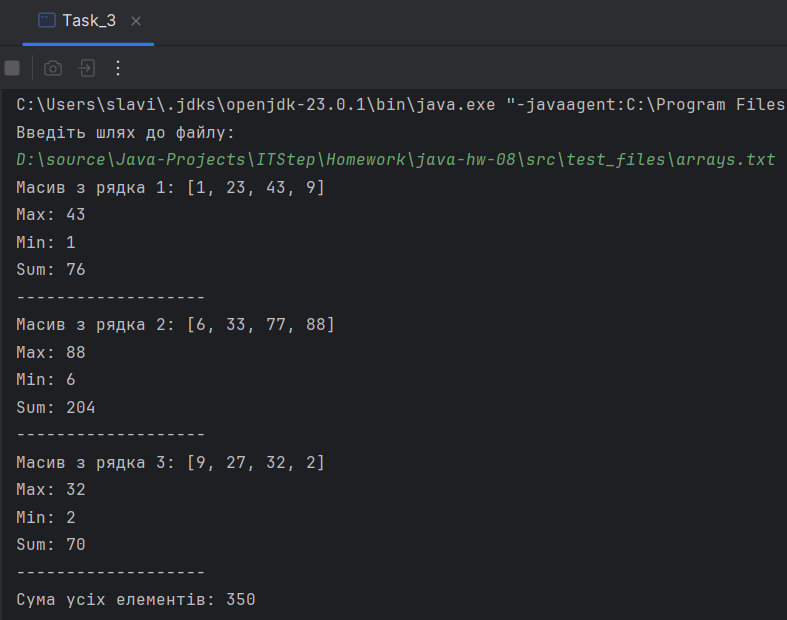 Task_3
C:\Users\slavi\.jdks\openjdk-23.0.1\bin\java.exe "-javaagent:C:\Program Files
Введіть шлях до файлу:
D:\source\Java-Projects\ITStep\Homework\java-hw-08\src\test_files\arrays.txt
Масив з рядка 1: [1, 23, 43, 9]
Max: 43
Min: 1
Sum: 76
-------------------
Масив з рядка 2: [6, 33, 77, 88]
Max: 88
Min: 6
Sum: 204
-------------------
Масив з рядка 3: [9, 27, 32, 2]
Max: 32
Min: 2
Sum: 70
-------------------
Сума усіх елементів: 350